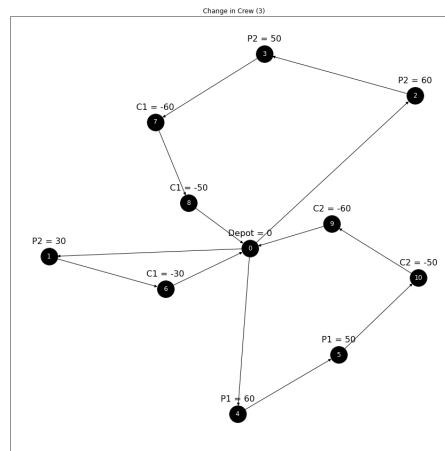 Change in Crew (3)
P2 = 50
3
P2 = 60
2
C1 = -60
7
C1 = -50
8
C2 = -60
9
Depot = 0
0
P2 = 30
1
C1 = -30
6
C2 = -50
10
P1 = 50
5
P1 = 60
4